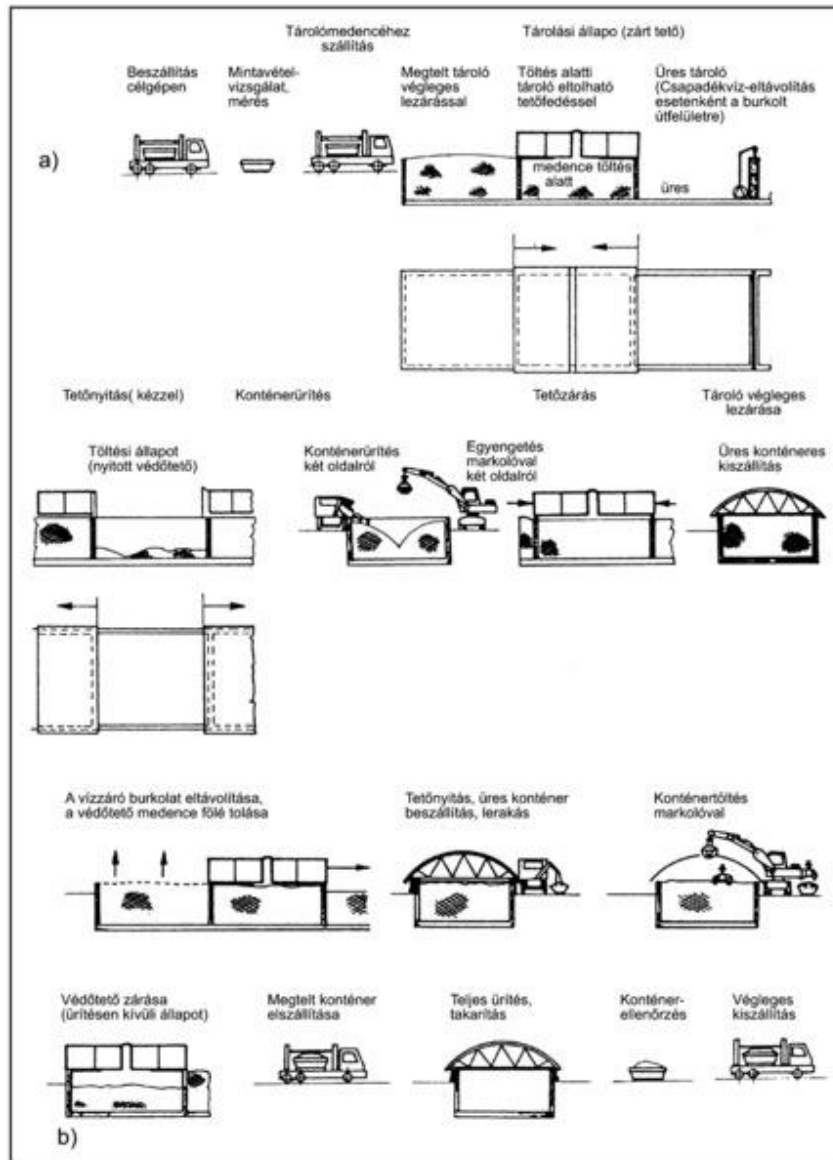 Tárolómedencéhez
szállítás
Tárolási állapo (zárt tető)
Beszállítás
célgépen
Mintavétel-
vizsgálat,
mérés
Megtelt tároló
végleges
lezárással
Töltés alatti
tároló eltolható
tetőfedéssel
Üres tároló
(Csapadékvíz-eltávolítás
esetenként a burkolt
útfelületre)
a)
medence töltés
alatt
üres
Tetőnyitás( kézzel)
Konténerürítés
Tetőzárás
Tároló végleges
lezárása
Töltési állapot
(nyitott védőtető)
Konténerürítés
két oldalról
Egyengetés
markolóval
két oldalról
Üres konténeres
kiszállítás
A vízzáró burkolat eltávolítása,
a védőtető medence fölé tolása
Tetőnyitás, üres konténer
beszállítás, lerakás
Konténertöltés
markolóval
Védőtető zárása
(ürítésen kívüli állapot)
Megtelt konténer
elszállítása
Teljes ürítés,
takarítás
Konténer-
ellenőrzés
Végleges
kiszállítás
b)